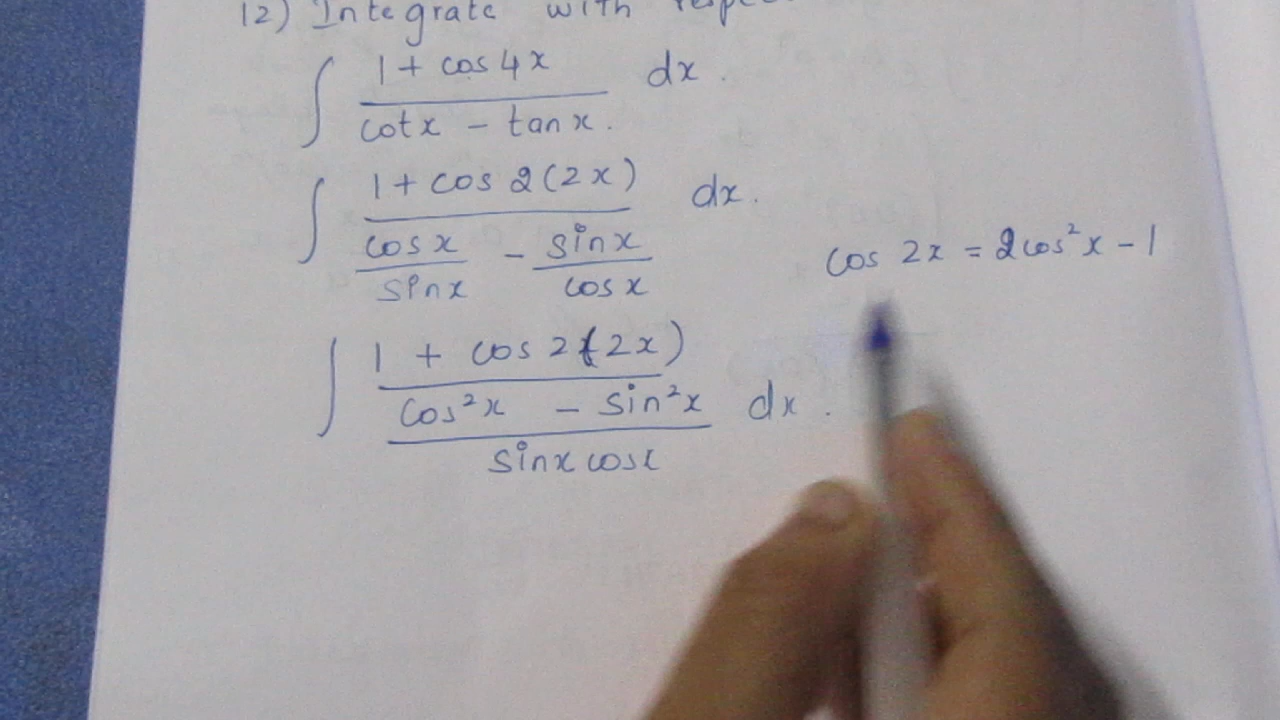 12) Integrate with
∫ (1 + cos 4x)/(cot x - tan x) dx.
∫ (1 + cos 2(2x))/(cos x/sin x - sin x/cos x) dx.
cos 2x = 2cos²x - 1
∫ (1 + cos 2(2x))/((cos²x - sin²x)/(sin x cos x)) dx.